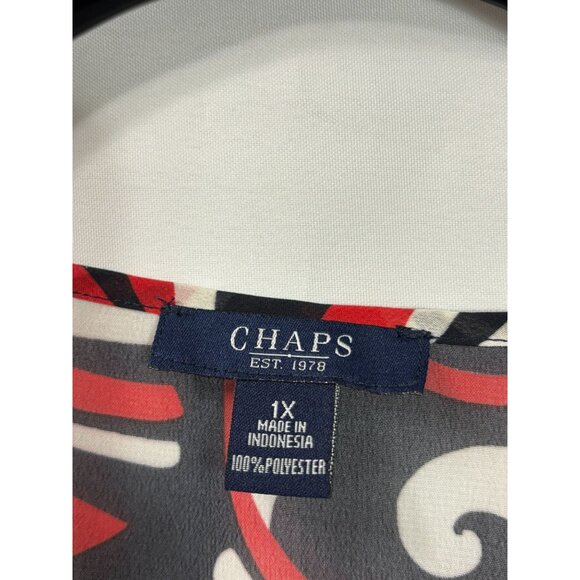 CHAPS
EST. 1978
1X
MADE IN
INDONESIA
100% POLYESTER